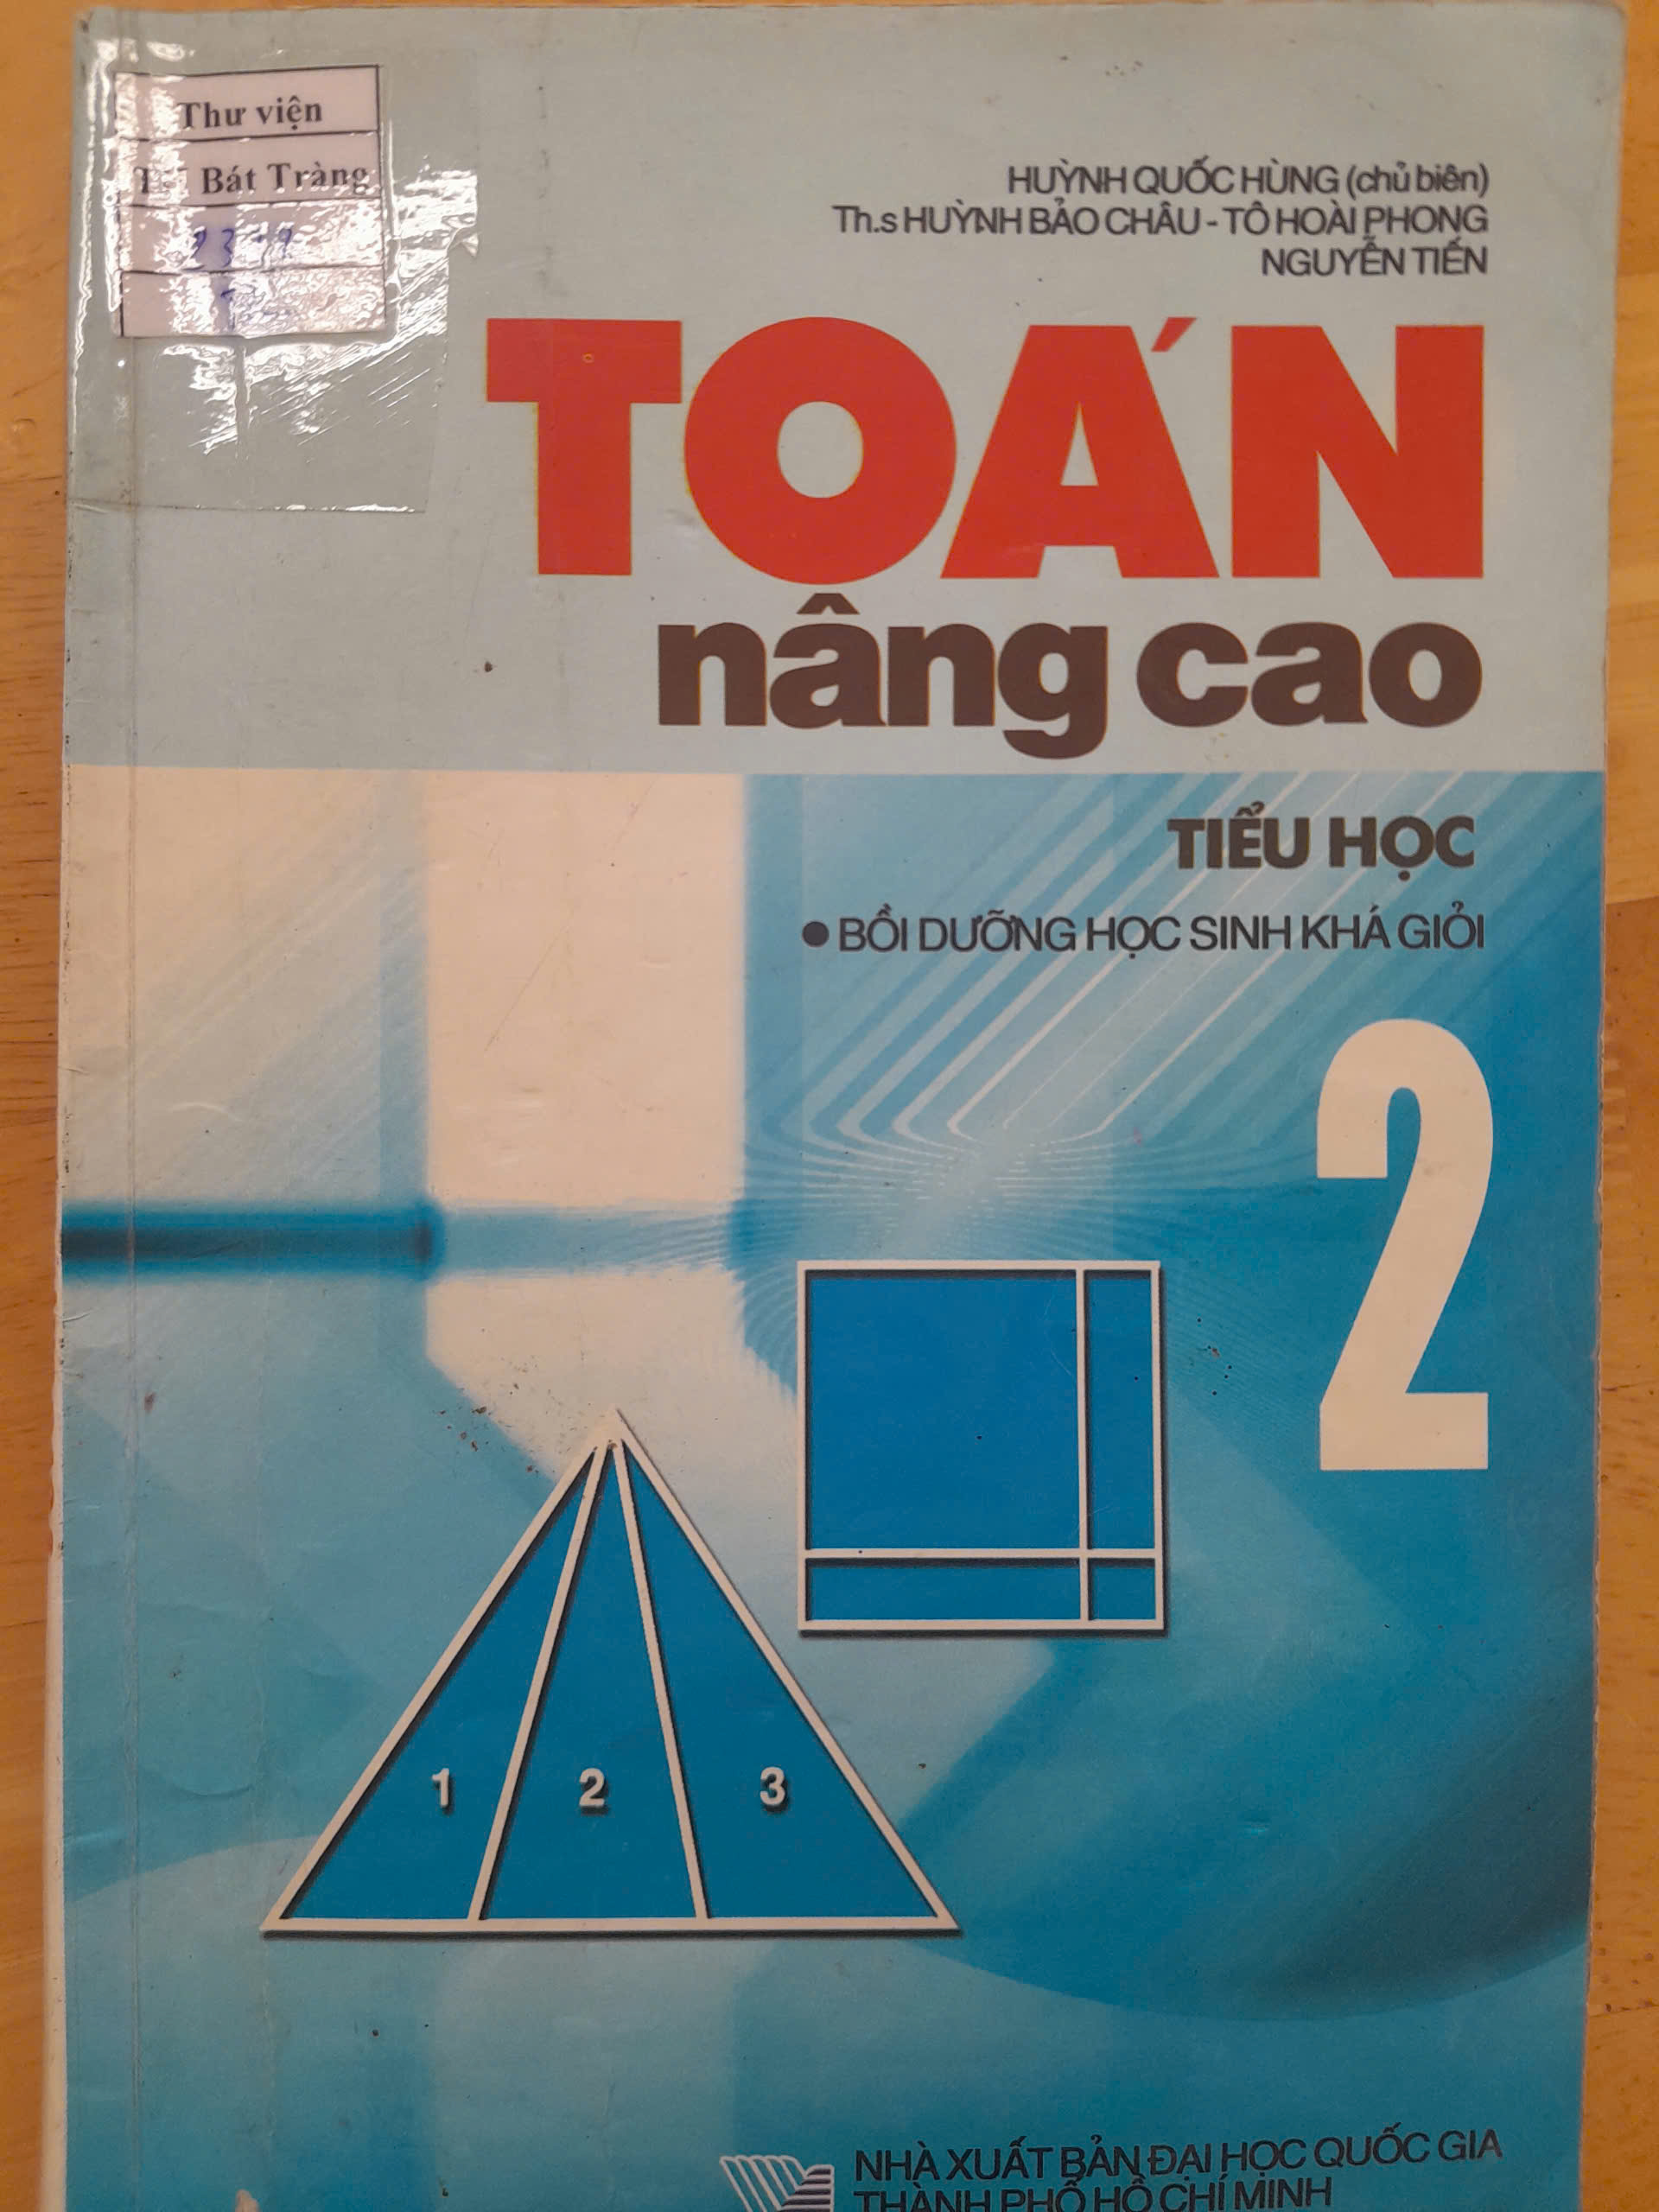 Thư viện
Bát Tràng
HUỲNH QUỐC HÙNG (chủ biên)
Th.s HUỲNH BẢO CHÂU - TÔ HOÀI PHONG
NGUYỄN TIẾN
TOÁN
nâng cao
TIỂU HỌC
• BỒI DƯỠNG HỌC SINH KHÁ GIỎI
2
1 2 3
NHÀ XUẤT BẢN ĐẠI HỌC QUỐC GIA
THÀNH PHỐ HỒ CHÍ MINH